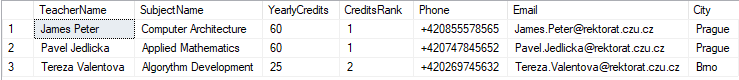 TeacherName SubjectName YearlyCredits CreditsRank Phone Email City
1 James Peter Computer Architecture 60 1 +420855578565 James.Peter@rektorat.czu.cz Prague
2 Pavel Jedlicka Applied Mathematics 60 1 +420747845652 Pavel.Jedlicka@rektorat.czu.cz Prague
3 Tereza Valentova Algorythm Development 25 2 +420269745632 Tereza.Valentova@rektorat.czu.cz Brno